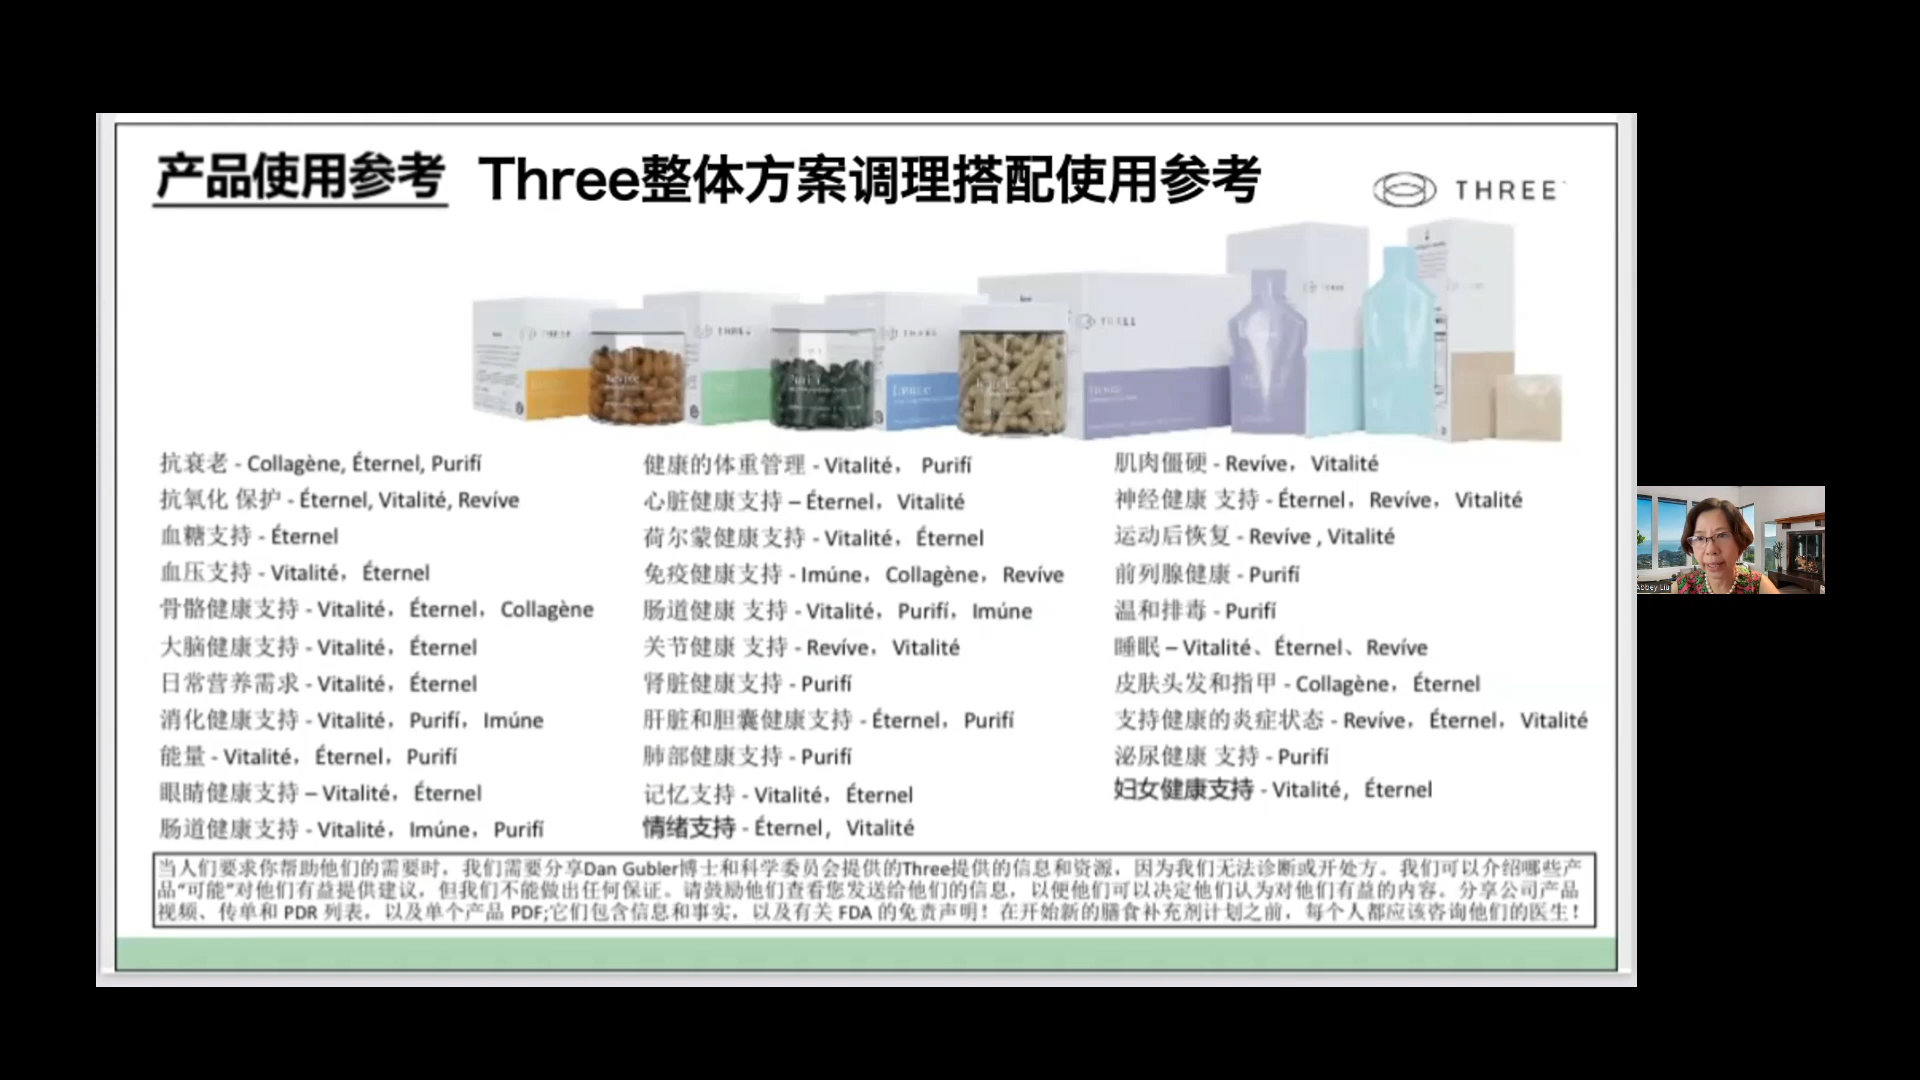 产品使用参考 Three整体方案调理搭配使用参考
THREE
抗衰老 - Collagène, Éternel, Purifí
抗氧化 保护 - Éternel, Vitalité, Revíve
血糖支持 - Éternel
血压支持 - Vitalité， Éternel
骨骼健康支持 - Vitalité， Éternel， Collagène
大脑健康支持 - Vitalité， Éternel
日常营养需求 - Vitalité， Éternel
消化健康支持 - Vitalité， Purifí， Imúne
能量 - Vitalité， Éternel， Purifí
眼睛健康支持 – Vitalité， Éternel
肠道健康支持 - Vitalité， Imúne， Purifí
健康的体重管理 - Vitalité， Purifí
心脏健康支持 – Éternel， Vitalité
荷尔蒙健康支持 - Vitalité， Éternel
免疫健康支持 - Imúne， Collagène， Revíve
肠道健康 支持 - Vitalité， Purifí， Imúne
关节健康 支持 - Revíve， Vitalité
肾脏健康支持 - Purifí
肝脏和胆囊健康支持 - Éternel， Purifí
肺部健康支持 - Purifí
记忆支持 - Vitalité， Éternel
情绪支持 - Éternel， Vitalité
肌肉僵硬 - Revíve， Vitalité
神经健康 支持 - Éternel， Revíve， Vitalité
运动后恢复 - Revíve , Vitalité
前列腺健康 - Purifí
温和排毒 - Purifí
睡眠 – Vitalité、Éternel、Revíve
皮肤头发和指甲 - Collagène， Éternel
支持健康的炎症状态 - Revíve， Éternel， Vitalité
泌尿健康 支持 - Purifí
妇女健康支持 - Vitalité， Éternel
当人们要求你帮助他们的需要时，我们需要分享Dan Gubler博士和科学委员会提供的Three提供的信息和资源，因为我们无法诊断或开处方。我们可以介绍哪些产
品“可能”对他们有益提供建议，但我们不能做出任何保证。请鼓励他们查看您发送给他们的信息，以便他们可以决定他们认为对他们有益的内容。分享公司产品
视频、传单和 PDR 列表，以及单个产品 PDF;它们包含信息和事实，以及有关 FDA 的免责声明！在开始新的膳食补充剂计划之前，每个人都应该咨询他们的医生！
Abbey Liu